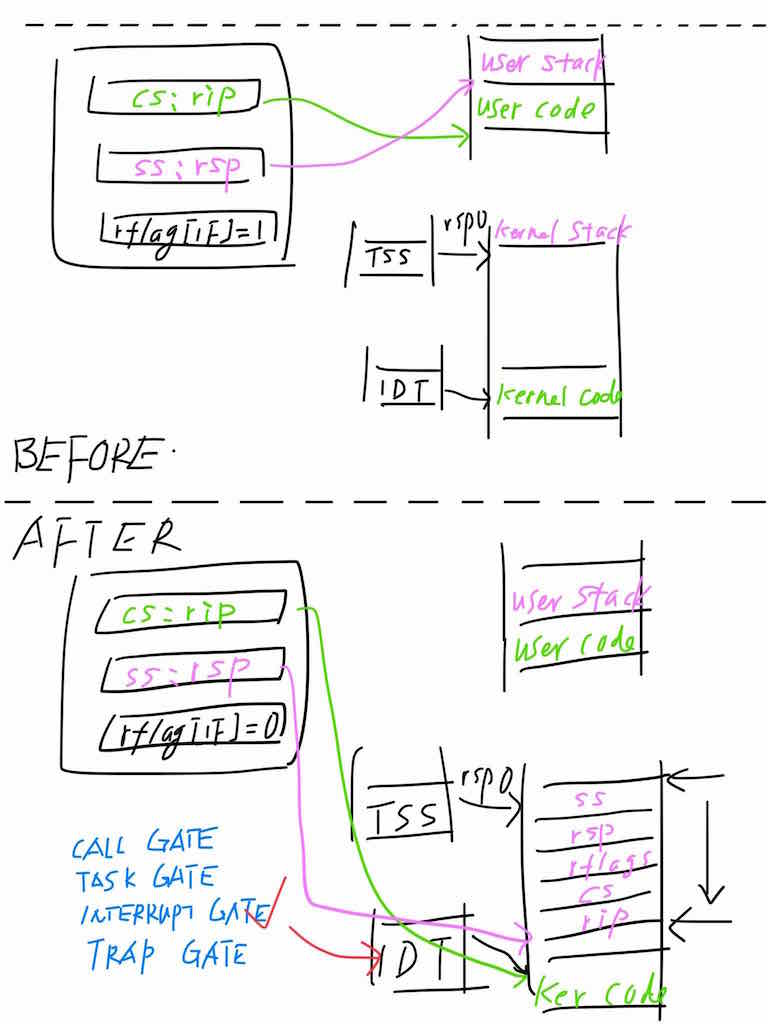 cs:rip
ss:rsp
rflag[IF]=1
user stack
user code
TSS
rsp0
kernel stack
IDT
kernel code
BEFORE.
AFTER
cs:rip
ss:rsp
rflag[IF]=0
user stack
user code
TSS
rsp0
ss
rsp
rflags
cs
rip
CALL GATE
TASK GATE
INTERRUPT GATE
TRAP GATE
IDT
Ker code